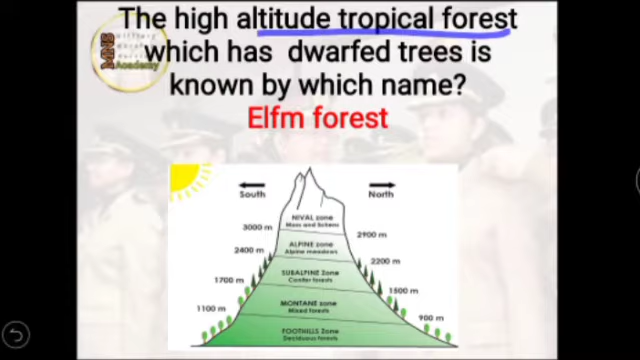 The high altitude tropical forest
which has dwarfed trees is
known by which name?
Elfm forest
MNS
Academy
South
North
NIVAL zone
Moss and lichens
3000 m
2900 m
ALPINE zone
Alpine meadows
2400 m
2200 m
SUBALPINE Zone
Conifer forests
1700 m
1500 m
MONTANE zone
Mixed forests
1100 m
900 m
FOOTHILLS Zone
Deciduous forests